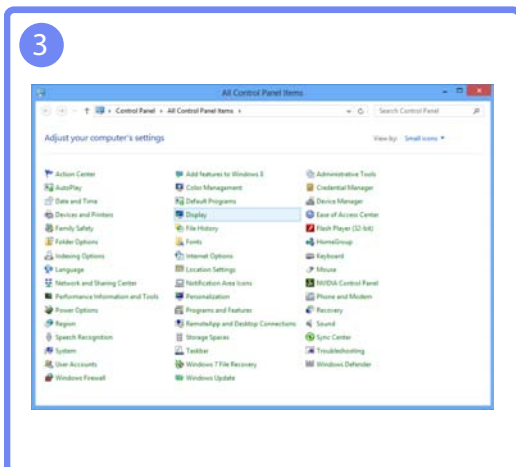 3
All Control Panel Items
Control Panel All Control Panel Items Search Control Panel
Adjust your computer's settings View by: Small icons
Action Center Add features to Windows 8 Administrative Tools
AutoPlay Color Management Credential Manager
Date and Time Default Programs Device Manager
Devices and Printers Display Ease of Access Center
Family Safety File History Flash Player (32-bit)
Folder Options Fonts HomeGroup
Indexing Options Internet Options Keyboard
Language Location Settings Mouse
Network and Sharing Center Notification Area Icons NVIDIA Control Panel
Performance Information and Tools Personalization Phone and Modem
Power Options Programs and Features Recovery
Region RemoteApp and Desktop Connections Sound
Speech Recognition Storage Spaces Sync Center
System Taskbar Troubleshooting
User Accounts Windows 7 File Recovery Windows Defender
Windows Firewall Windows Update